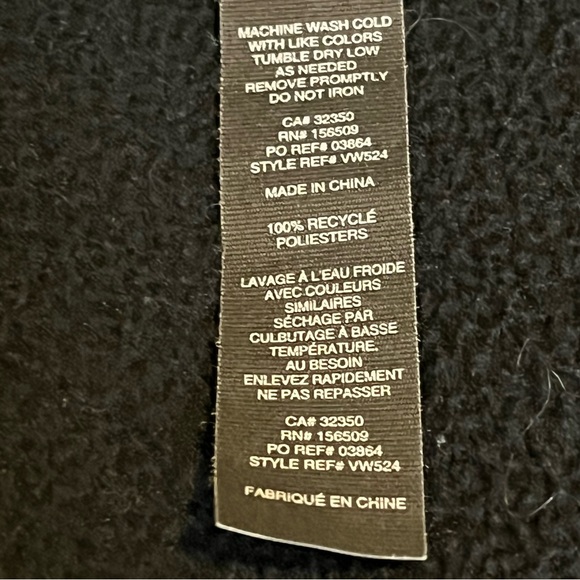 MACHINE WASH COLD
WITH LIKE COLORS
TUMBLE DRY LOW
AS NEEDED
REMOVE PROMPTLY
DO NOT IRON
CA# 32350
RN# 156509
PO REF# 03864
STYLE REF# VW524
MADE IN CHINA
100% RECYCLÉ
POLIESTERS
LAVAGE À L'EAU FROIDE
AVEC COULEURS
SIMILAIRES
SÉCHAGE PAR
CULBUTAGE À BASSE
TEMPÉRATURE.
AU BESOIN
ENLEVEZ RAPIDEMENT
NE PAS REPASSER
CA# 32350
RN# 156509
PO REF# 03864
STYLE REF# VW524
FABRIQUÉ EN CHINE